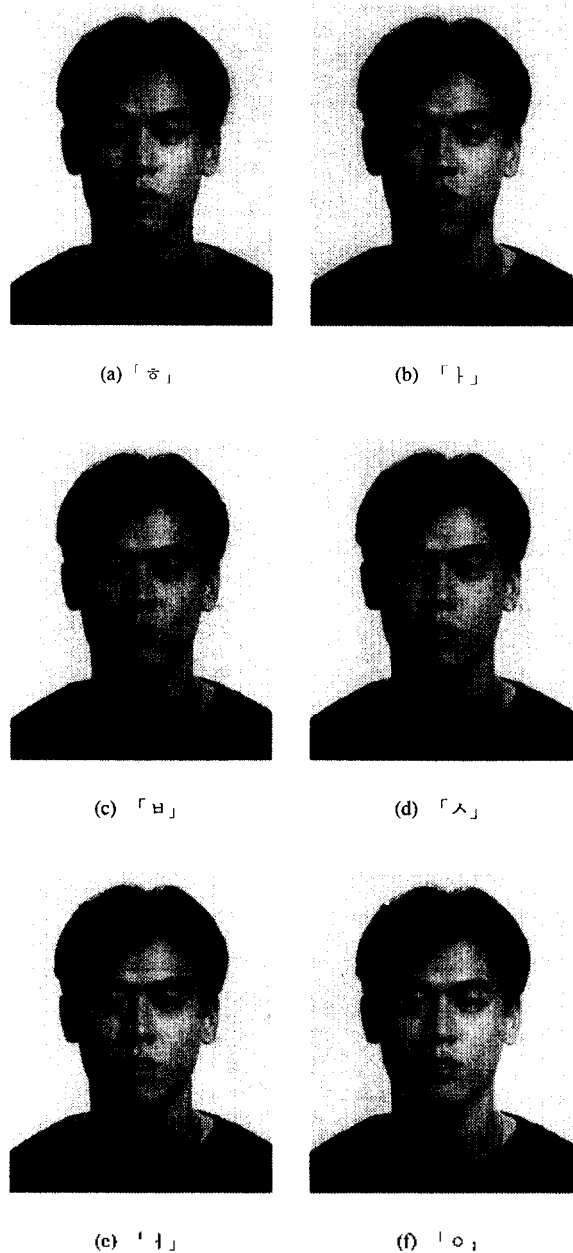 (a) 「ㅎ」 (b) 「ㅏ」
(c) 「ㅂ」 (d) 「ㅅ」
(e) 「ㅓ」 (f) 「ㅇ」